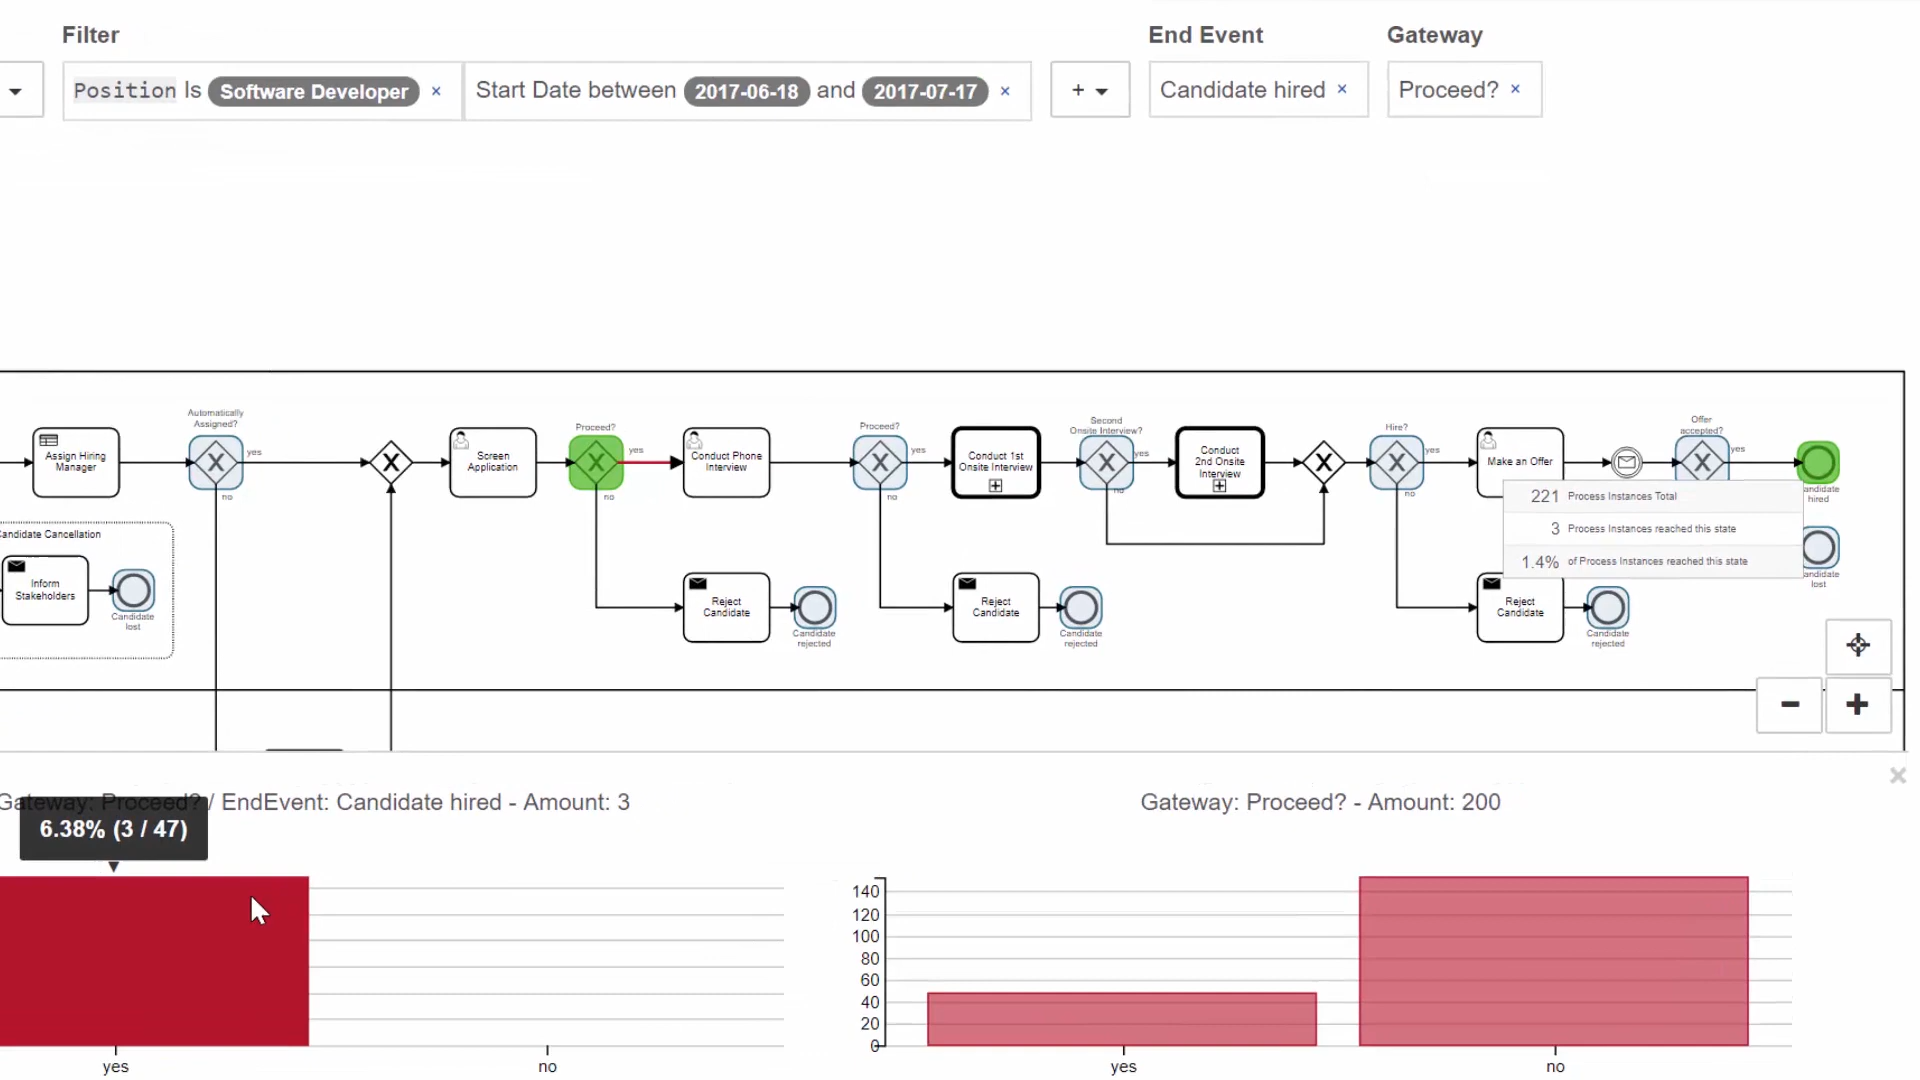 Filter
End Event
Gateway
Position Is Software Developer ×
Start Date between 2017-06-18 and 2017-07-17 ×
+
Candidate hired ×
Proceed? ×
Automatically
Assigned?
Assign Hiring
Manager
yes
no
Screen
Application
Proceed?
yes
no
Conduct Phone
Interview
Proceed?
yes
no
Conduct 1st
Onsite Interview
Second
Onsite Interview?
yes
no
Conduct
2nd Onsite
Interview
Hire?
yes
no
Make an Offer
Offer
accepted?
yes
andidate
hired
221 Process Instances Total
3 Process Instances reached this state
1.4% of Process Instances reached this state
andidate
lost
andidate Cancellation
Inform
Stakeholders
Candidate
lost
Reject
Candidate
Candidate
rejected
Reject
Candidate
Candidate
rejected
Reject
Candidate
Candidate
rejected
×
Gateway: Proceed? / EndEvent: Candidate hired - Amount: 3
6.38% (3 / 47)
yes
no
Gateway: Proceed? - Amount: 200
140
120
100
80
60
40
20
0
yes
no